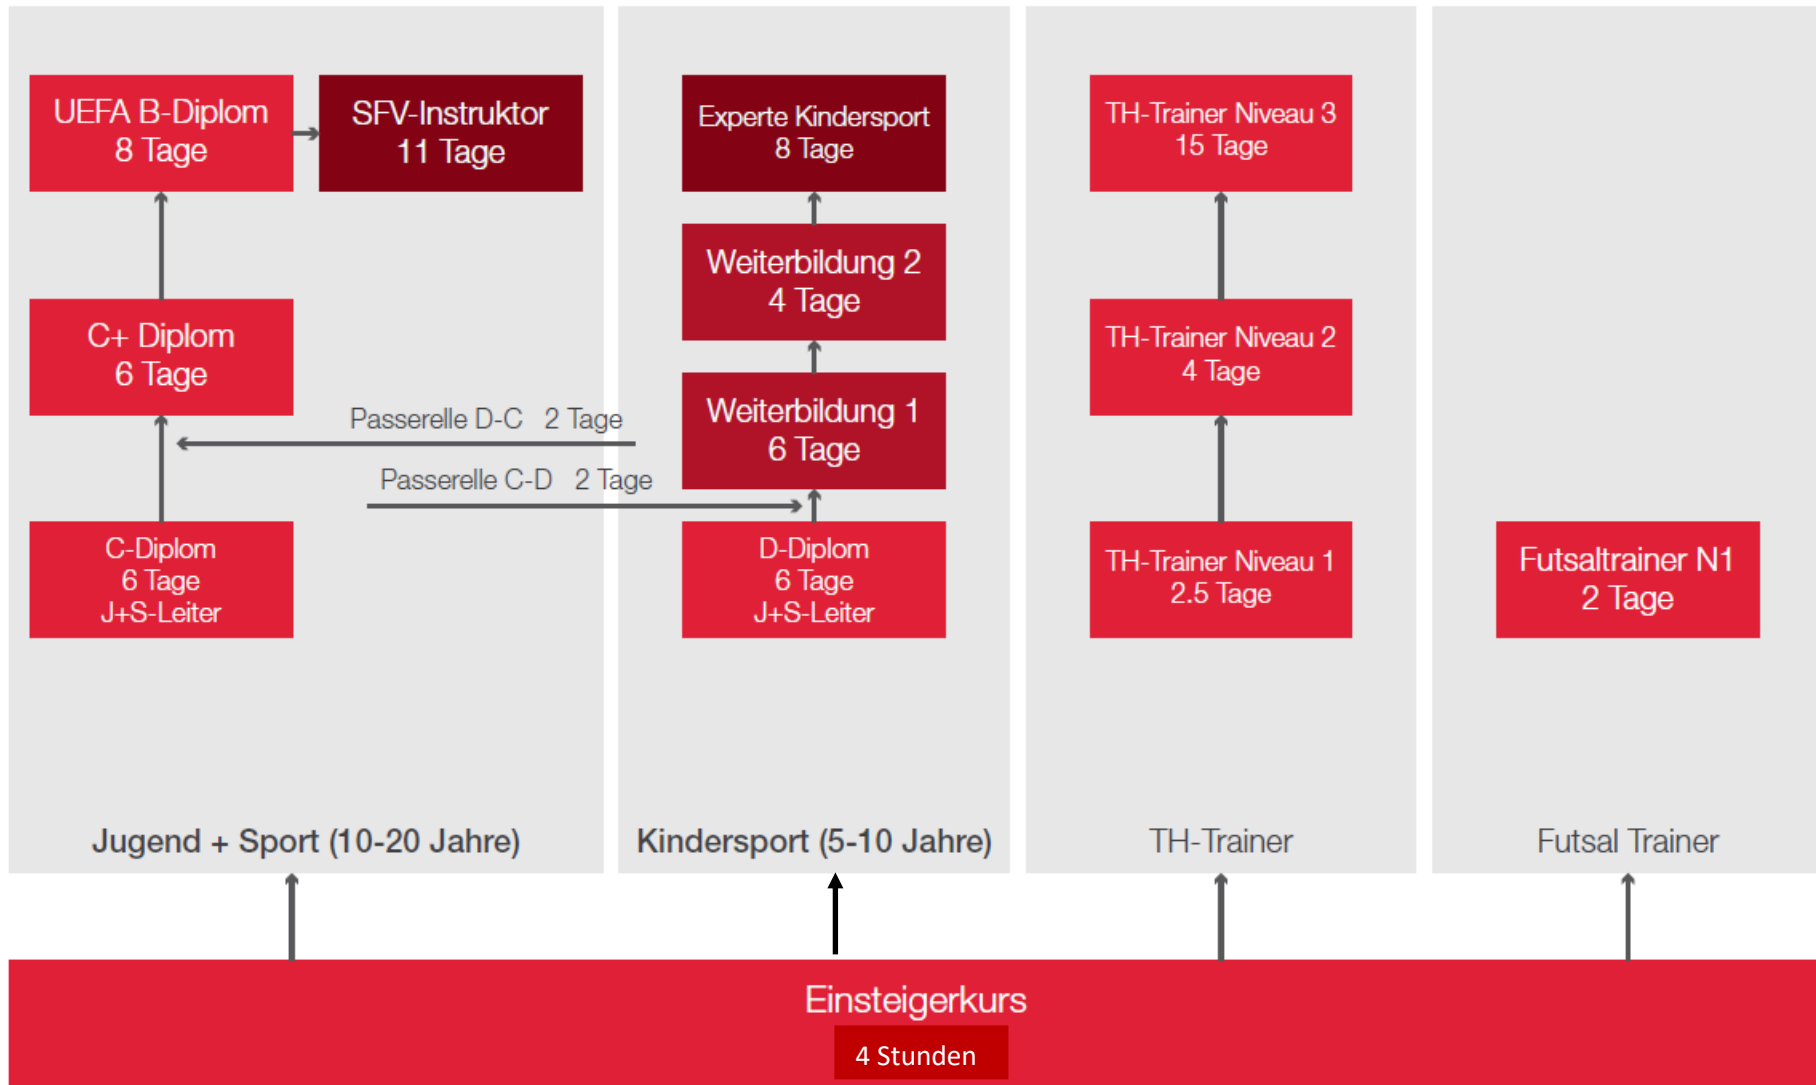 UEFA B-Diplom
8 Tage
SFV-Instruktor
11 Tage
C+ Diplom
6 Tage
Passerelle D-C 2 Tage
Passerelle C-D 2 Tage
C-Diplom
6 Tage
J+S-Leiter
Jugend + Sport (10-20 Jahre)
Experte Kindersport
8 Tage
Weiterbildung 2
4 Tage
Weiterbildung 1
6 Tage
D-Diplom
6 Tage
J+S-Leiter
Kindersport (5-10 Jahre)
TH-Trainer Niveau 3
15 Tage
TH-Trainer Niveau 2
4 Tage
TH-Trainer Niveau 1
2.5 Tage
TH-Trainer
Futsaltrainer N1
2 Tage
Futsal Trainer
Einsteigerkurs
4 Stunden